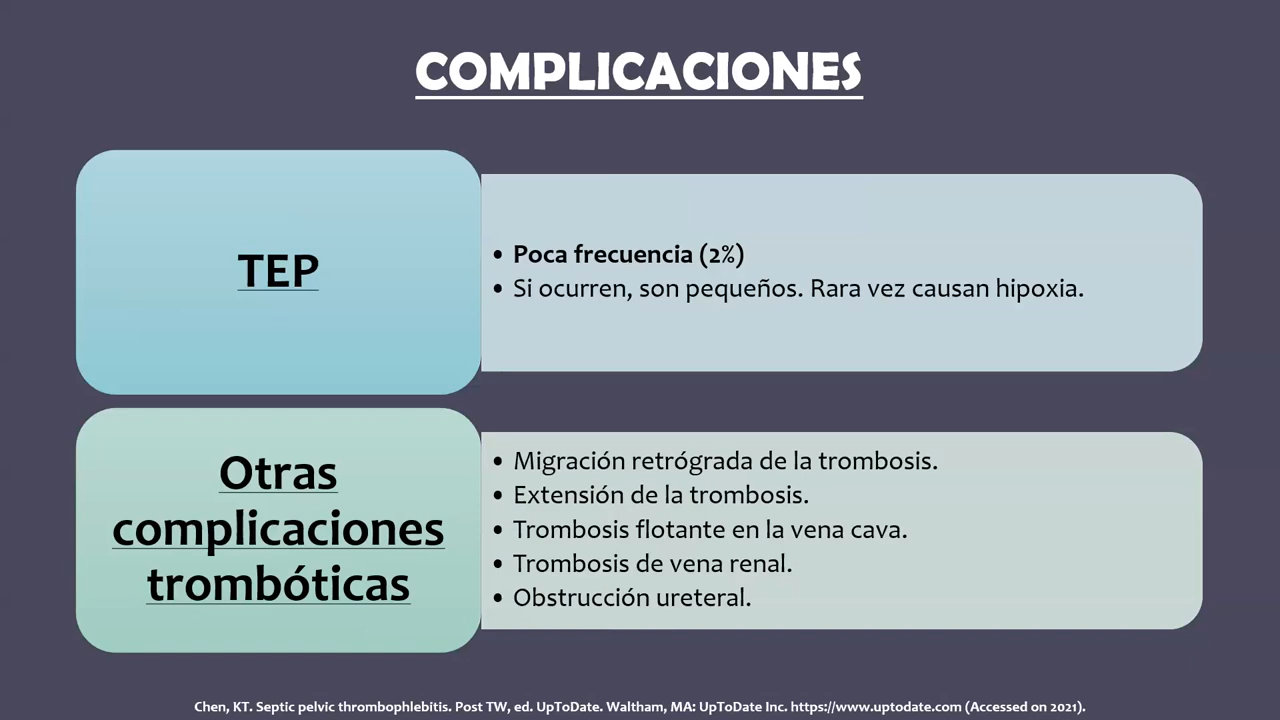 COMPLICACIONES
TEP
• Poca frecuencia (2%)
• Si ocurren, son pequeños. Rara vez causan hipoxia.
Otras
complicaciones
trombóticas
• Migración retrógrada de la trombosis.
• Extensión de la trombosis.
• Trombosis flotante en la vena cava.
• Trombosis de vena renal.
• Obstrucción ureteral.
Chen, KT. Septic pelvic thrombophlebitis. Post TW, ed. UpToDate. Waltham, MA: UpToDate Inc. https://www.uptodate.com (Accessed on 2021).